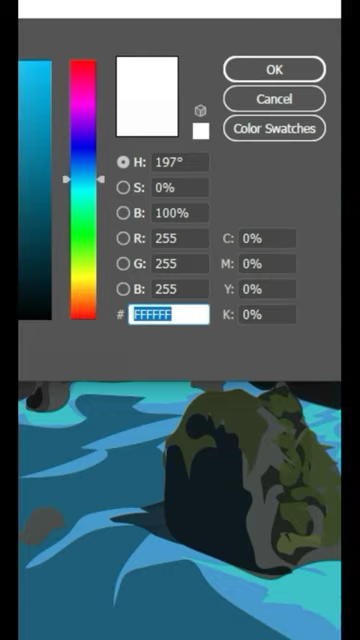 OK
Cancel
Color Swatches
H: 197°
S: 0%
B: 100%
R: 255 C: 0%
G: 255 M: 0%
B: 255 Y: 0%
# FFFFFF K: 0%